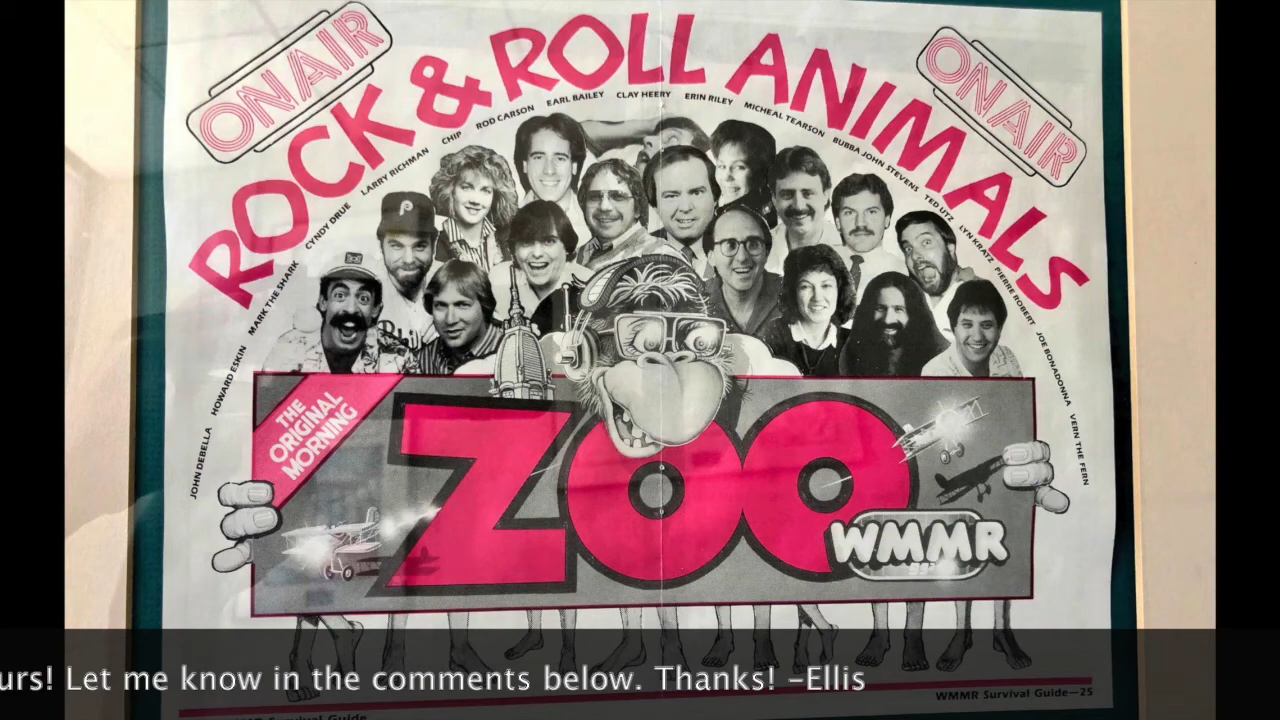 ON AIR
ROCK & ROLL ANIMALS
ON AIR
JOHN DEBELLA HOWARD ESKIN MARK THE SHARK CYNDY DRUE LARRY RICHMAN CHIP ROD CARSON EARL BAILEY CLAY HEERY ERIN RILEY MICHEAL TEARSON BUBBA JOHN STEVENS TED UTZ LYN KRATZ PIERRE ROBERT JOE BONADONNA VERN THE FERN
P
THE
ORIGINAL
MORNING
ZOO
WMMR
urs! Let me know in the comments below. Thanks! -Ellis
WMMR Survival Guide—25
Survival Guide